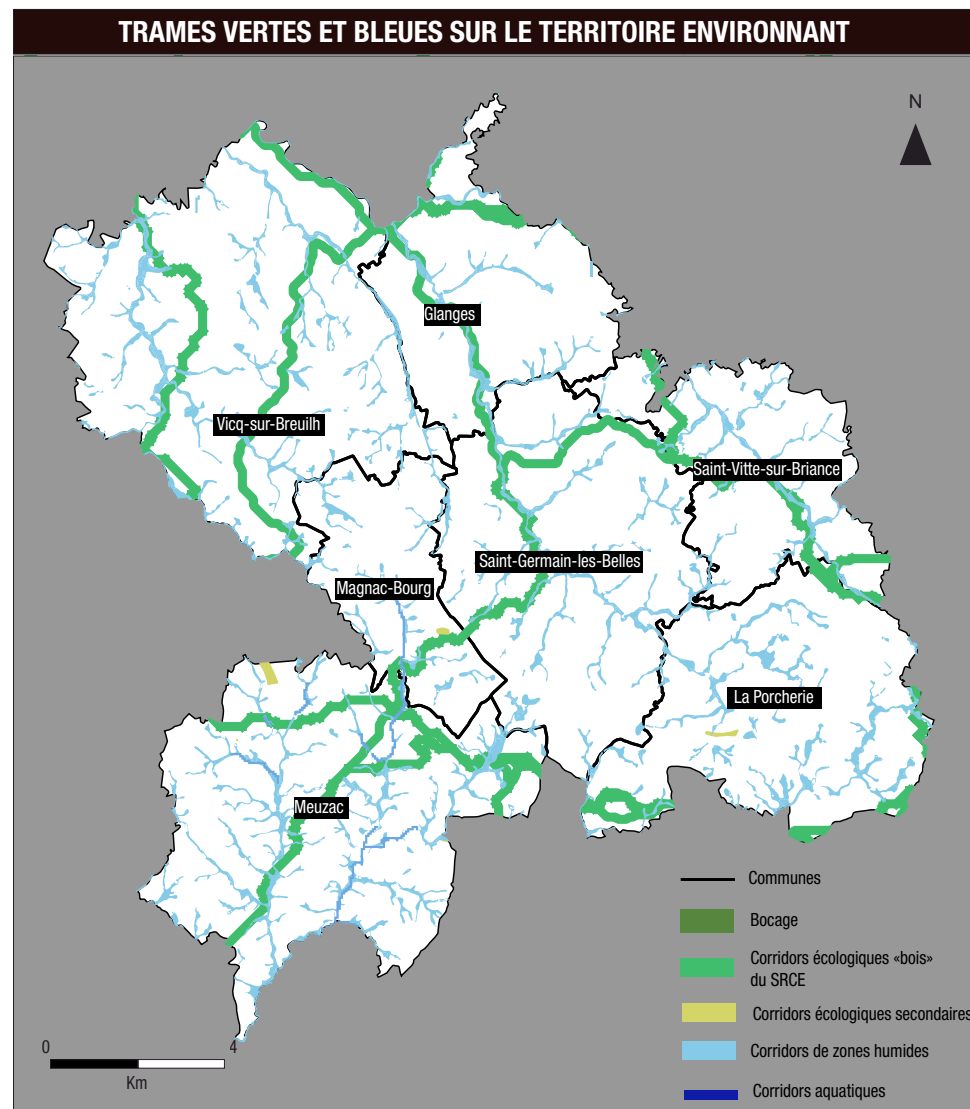 TRAMES VERTES ET BLEUES SUR LE TERRITOIRE ENVIRONNANT
N
Glanges
Vicq-sur-Breuilh
Saint-Vitte-sur-Briance
Saint-Germain-les-Belles
Magnac-Bourg
La Porcherie
Meuzac
Communes
Bocage
Corridors écologiques «bois»
du SRCE
Corridors écologiques secondaires
Corridors de zones humides
Corridors aquatiques
0 4
Km